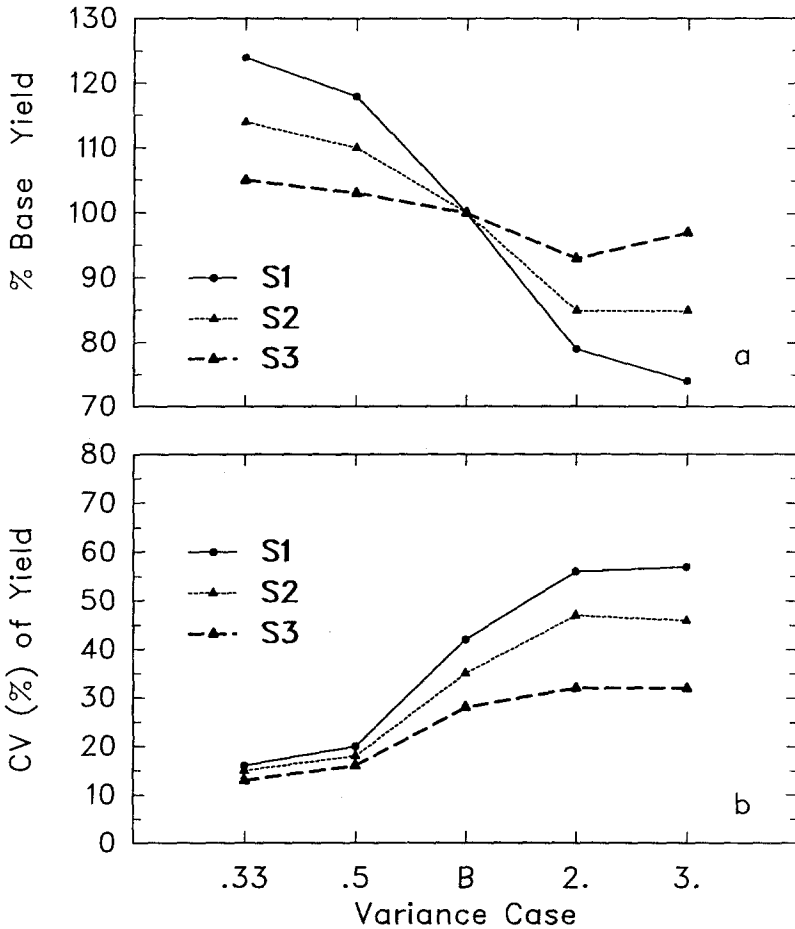 130
120
110
100
90
80
70
% Base Yield
S1
S2
S3
a
80
70
60
50
40
30
20
10
0
CV (%) of Yield
S1
S2
S3
b
.33 .5 B 2. 3.
Variance Case